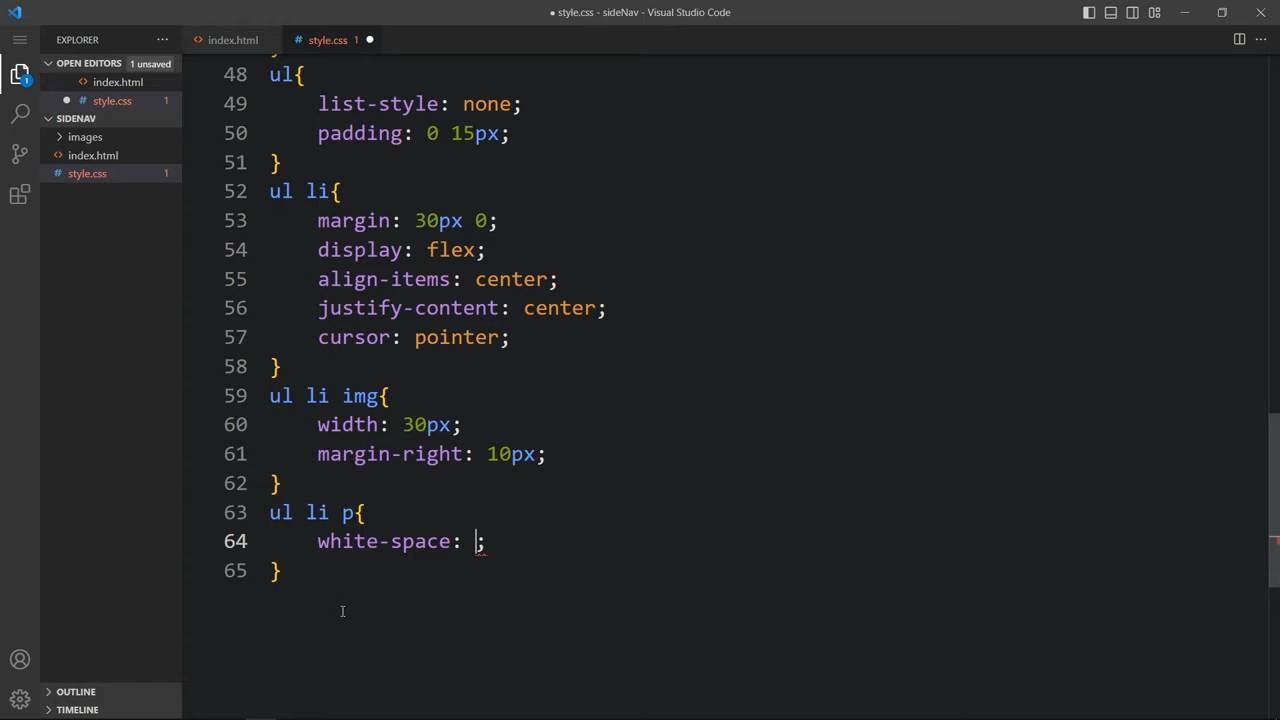 style.css - sideNav - Visual Studio Code
EXPLORER
index.html
style.css 1
OPEN EDITORS 1 unsaved
index.html
style.css 1
SIDENAV
images
index.html
style.css 1
48 ul{
49 list-style: none;
50 padding: 0 15px;
51 }
52 ul li{
53 margin: 30px 0;
54 display: flex;
55 align-items: center;
56 justify-content: center;
57 cursor: pointer;
58 }
59 ul li img{
60 width: 30px;
61 margin-right: 10px;
62 }
63 ul li p{
64 white-space: ;
65 }
1
OUTLINE
TIMELINE